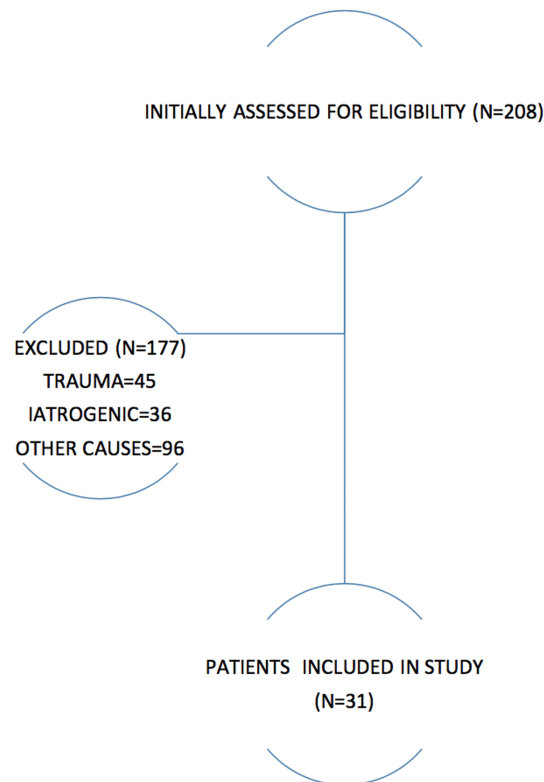 INITIALLY ASSESSED FOR ELIGIBILITY (N=208)
EXCLUDED (N=177)
TRAUMA=45
IATROGENIC=36
OTHER CAUSES=96
PATIENTS INCLUDED IN STUDY
(N=31)